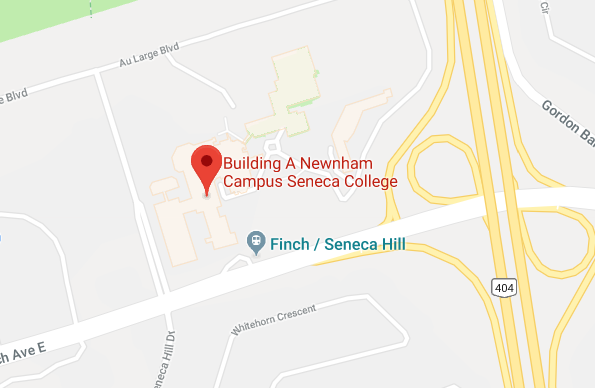 Cir
Au Large Blvd
e Blvd
Gordon Ba
Building A Newnham
Campus Seneca College
Finch / Seneca Hill
404
Whitehorn Crescent
ch Ave E
Seneca Hill Dr